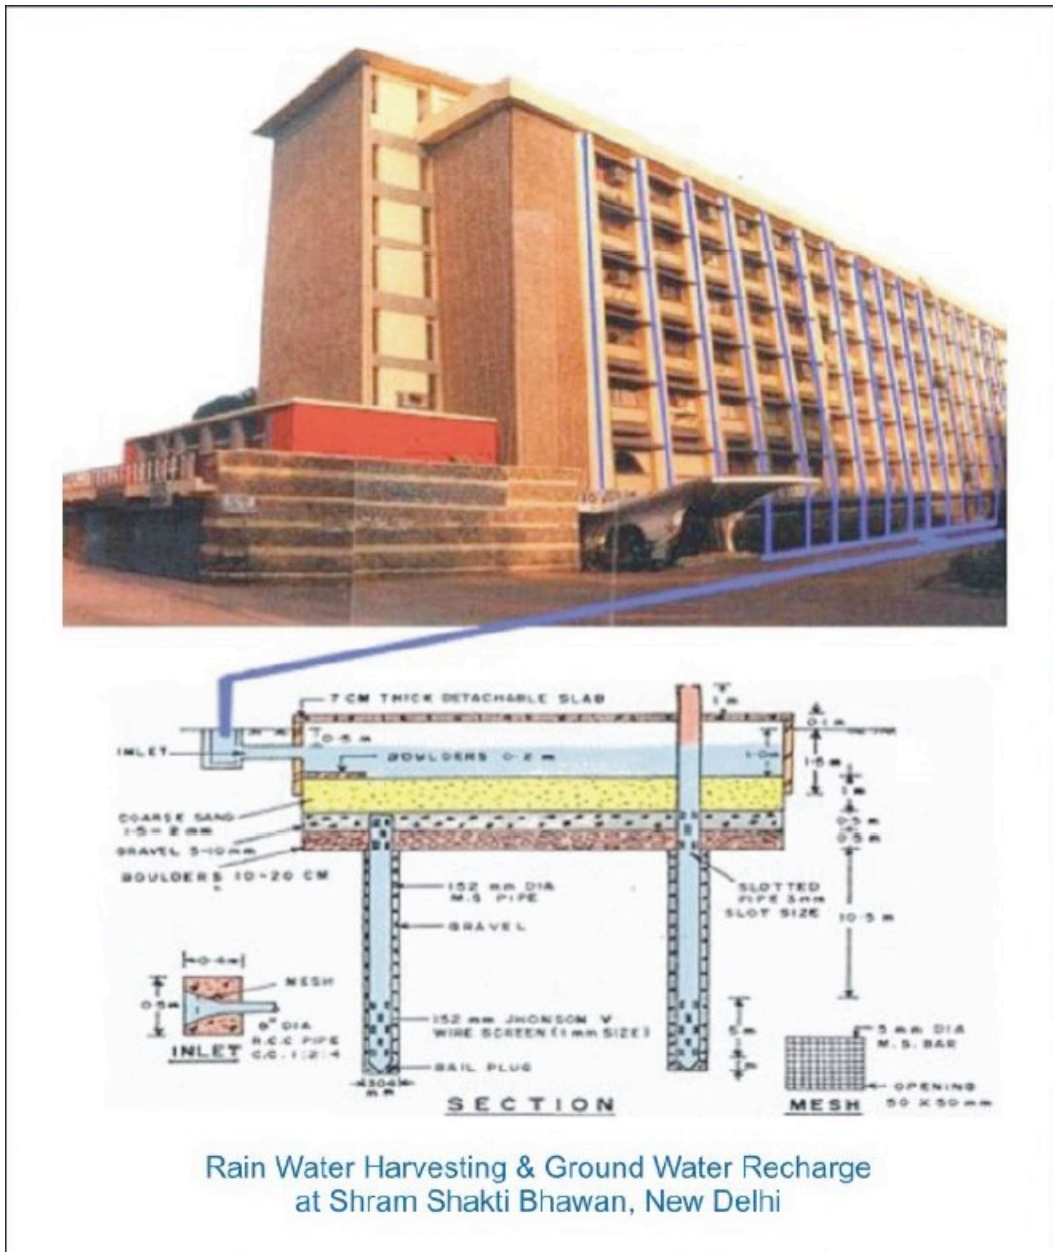 7 CM THICK DETACHABLE SLAB
1 m
0.1 m
INLET
0.5 m
BOULDERS 0.2 m
1.0m
1.5 m
1 m
COARSE SAND
1.5 - 2 mm
0.5 m
GRAVEL 5-10 mm
0.5 m
BOULDERS 10-20 CM
152 mm DIA
M.S PIPE
SLOTTED
PIPE 3mm
SLOT SIZE
GRAVEL
10.5 m
0.4m
MESH
0.5m
8" DIA
R.C.C PIPE
C.C. 1:2:4
INLET
152 mm JHONSON V
WIRE SCREEN (1 mm SIZE)
5 m
BAIL PLUG
m
304
mm
SECTION
5 mm DIA
M.S. BAR
OPENING
50 X 50 mm
MESH
Rain Water Harvesting & Ground Water Recharge
at Shram Shakti Bhawan, New Delhi